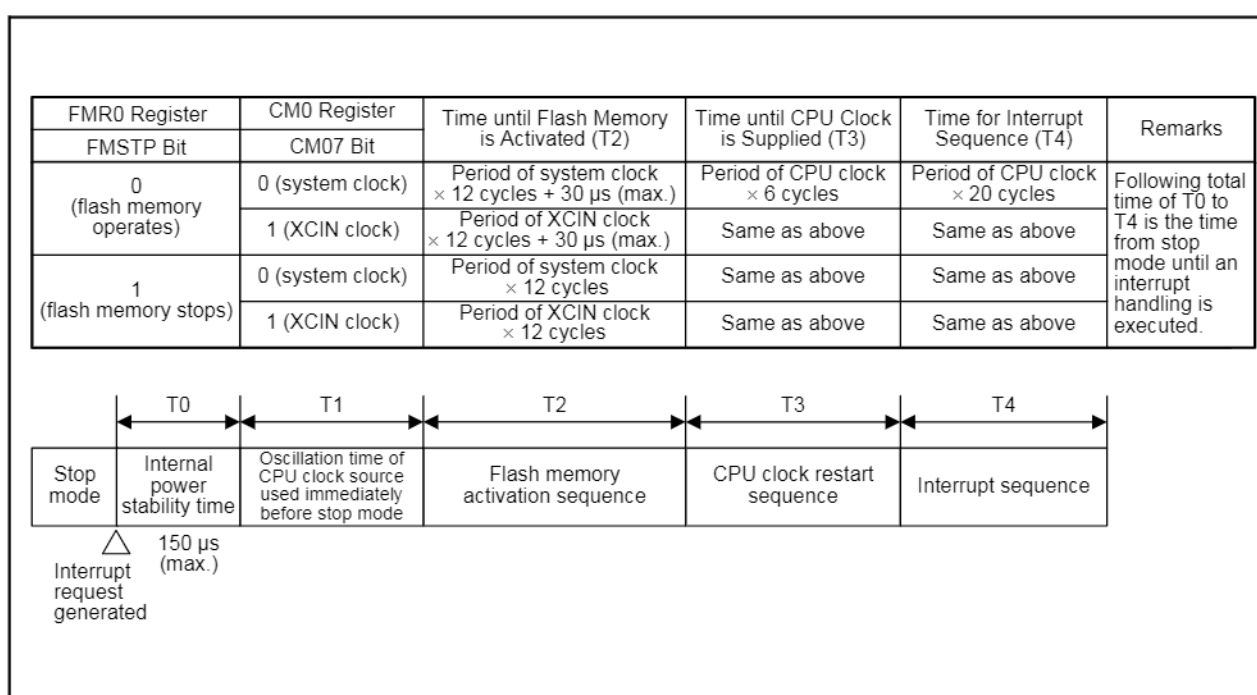 FMR0 Register
CM0 Register
Time until Flash Memory
is Activated (T2)
Time until CPU Clock
is Supplied (T3)
Time for Interrupt
Sequence (T4)
Remarks
FMSTP Bit
CM07 Bit
0
(flash memory
operates)
0 (system clock)
Period of system clock
× 12 cycles + 30 µs (max.)
Period of CPU clock
× 6 cycles
Period of CPU clock
× 20 cycles
Following total
time of T0 to
T4 is the time
from stop
mode until an
interrupt
handling is
executed.
1 (XCIN clock)
Period of XCIN clock
× 12 cycles + 30 µs (max.)
Same as above
Same as above
1
(flash memory stops)
0 (system clock)
Period of system clock
× 12 cycles
Same as above
Same as above
1 (XCIN clock)
Period of XCIN clock
× 12 cycles
Same as above
Same as above
T0
T1
T2
T3
T4
Stop
mode
Internal
power
stability time
Oscillation time of
CPU clock source
used immediately
before stop mode
Flash memory
activation sequence
CPU clock restart
sequence
Interrupt sequence
150 µs
(max.)
Interrupt
request
generated